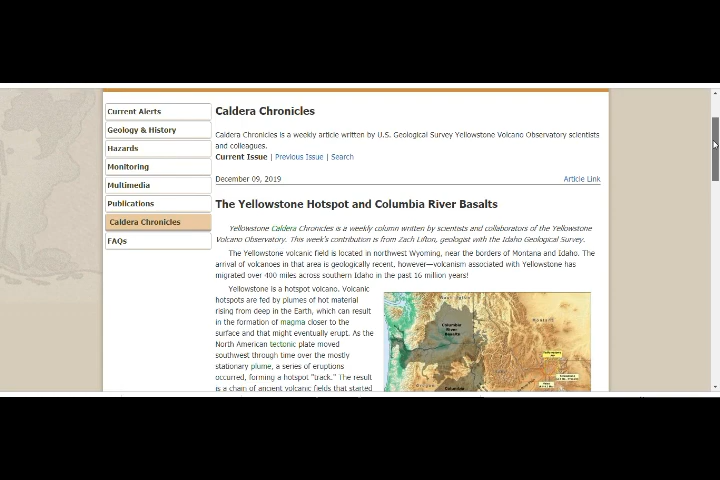 Current Alerts
Geology & History
Hazards
Monitoring
Multimedia
Publications
Caldera Chronicles
FAQs
Caldera Chronicles
Caldera Chronicles is a weekly article written by U.S. Geological Survey Yellowstone Volcano Observatory scientists
and colleagues.
Current Issue | Previous Issue | Search
December 09, 2019 Article Link
The Yellowstone Hotspot and Columbia River Basalts
Yellowstone Caldera Chronicles is a weekly column written by scientists and collaborators of the Yellowstone
Volcano Observatory. This week's contribution is from Zach Lifton, geologist with the Idaho Geological Survey.
The Yellowstone volcanic field is located in northwest Wyoming, near the borders of Montana and Idaho. The
arrival of volcanoes in that area is geologically recent, however—volcanism associated with Yellowstone has
migrated over 400 miles across southern Idaho in the past 16 million years!
Yellowstone is a hotspot volcano. Volcanic
hotspots are fed by plumes of hot material
rising from deep in the Earth, which can result
in the formation of magma closer to the
surface and that might eventually erupt. As the
North American tectonic plate moved
southwest through time over the mostly
stationary plume, a series of eruptions
occurred, forming a hotspot "track." The result
is a chain of ancient volcanic fields that started
Washington
Montana
Columbia
River
Basalts
Oregon
Columbia